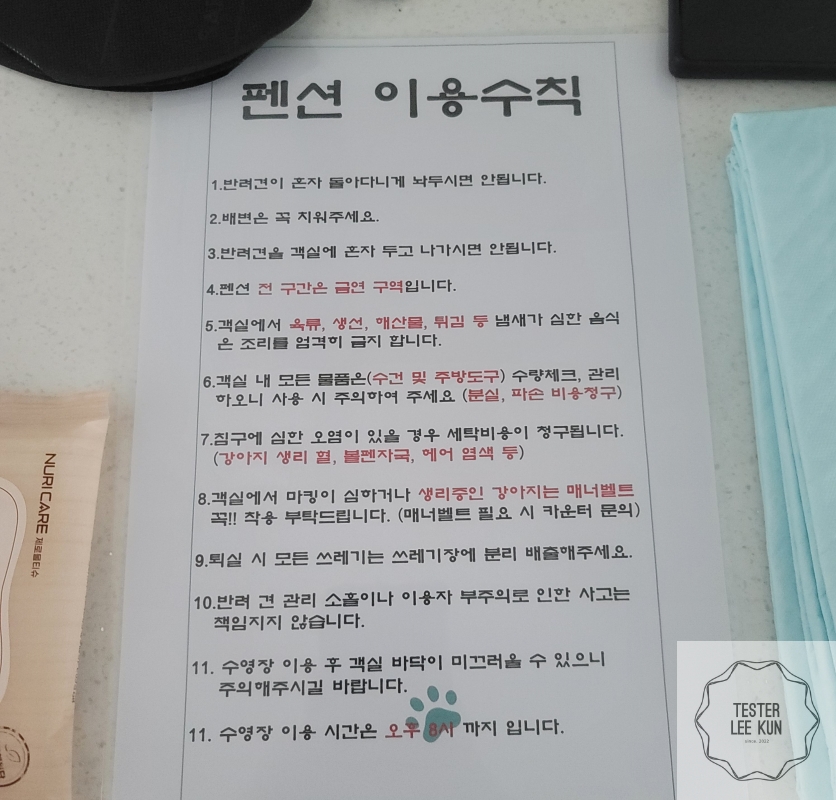 펜션 이용수칙
1.반려견이 혼자 돌아다니게 놔두시면 안됩니다.
2.배변은 꼭 치워주세요.
3.반려견을 객실에 혼자 두고 나가시면 안됩니다.
4.펜션 전 구간은 금연 구역입니다.
5.객실에서 육류, 생선, 해산물, 튀김 등 냄새가 심한 음식
은 조리를 엄격히 금지 합니다.
6.객실 내 모든 물품은(수건 및 주방도구) 수량체크, 관리
하오니 사용 시 주의하여 주세요 (분실, 파손 비용청구)
7.침구에 심한 오염이 있을 경우 세탁비용이 청구됩니다.
(강아지 생리 혈, 볼펜자국, 헤어 염색 등)
8.객실에서 마킹이 심하거나 생리중인 강아지는 매너벨트
꼭!! 착용 부탁드립니다. (매너벨트 필요 시 카운터 문의)
9.퇴실 시 모든 쓰레기는 쓰레기장에 분리 배출해주세요.
10.반려 견 관리 소홀이나 이용자 부주의로 인한 사고는
책임지지 않습니다.
11. 수영장 이용 후 객실 바닥이 미끄러울 수 있으니
주의해주시길 바랍니다.
11. 수영장 이용 시간은 오후 8시 까지 입니다.
NURICARE 제로물티슈
TESTER
LEE KUN
SINCE 2022